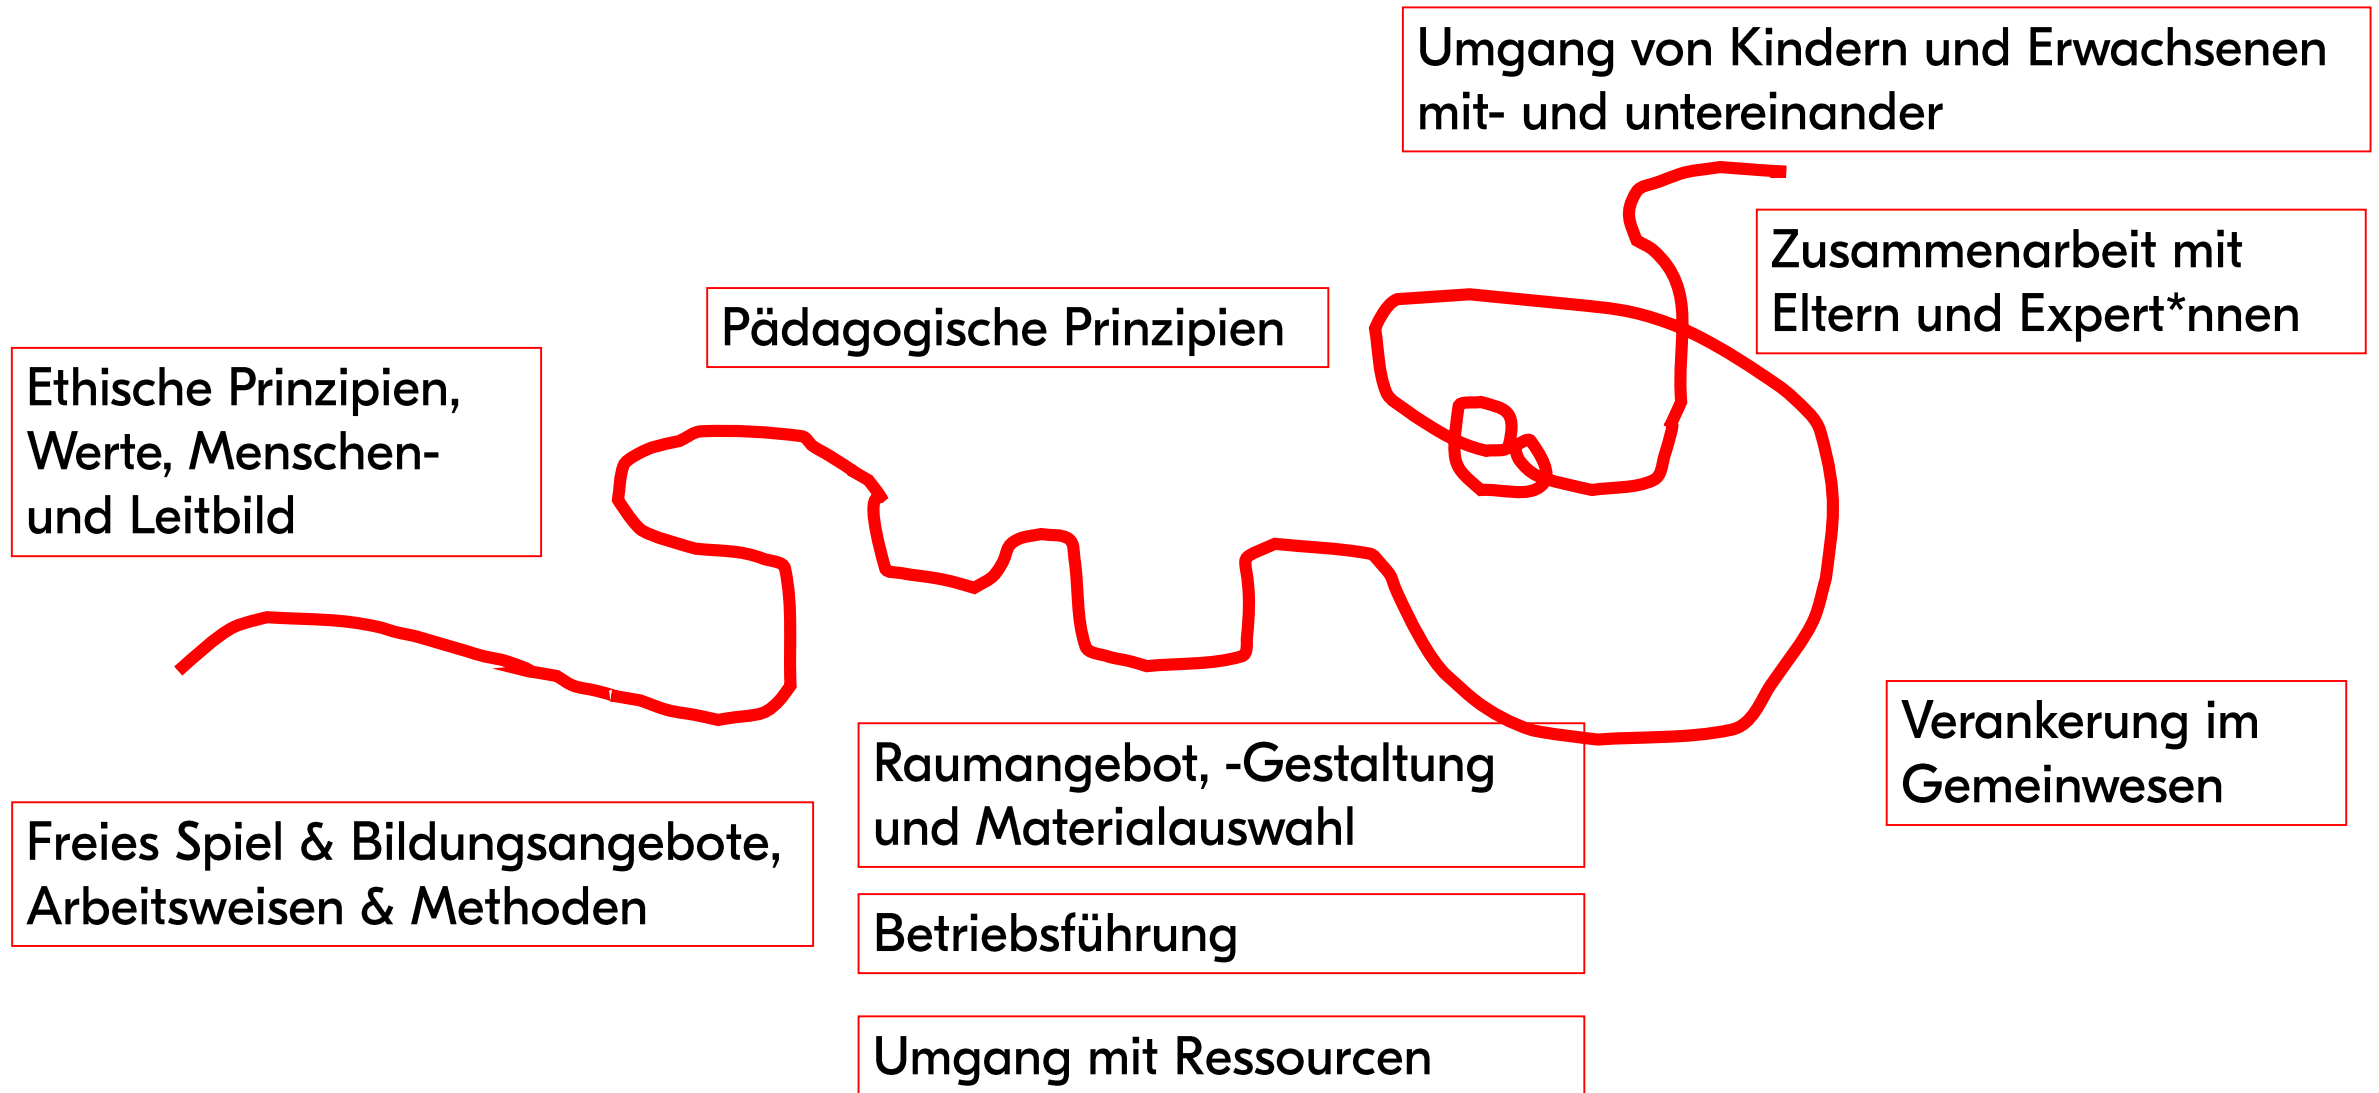 Umgang von Kindern und Erwachsenen
mit- und untereinander
Zusammenarbeit mit
Eltern und Expert*nnen
Pädagogische Prinzipien
Ethische Prinzipien,
Werte, Menschen-
und Leitbild
Verankerung im
Gemeinwesen
Raumangebot, -Gestaltung
und Materialauswahl
Freies Spiel & Bildungsangebote,
Arbeitsweisen & Methoden
Betriebsführung
Umgang mit Ressourcen